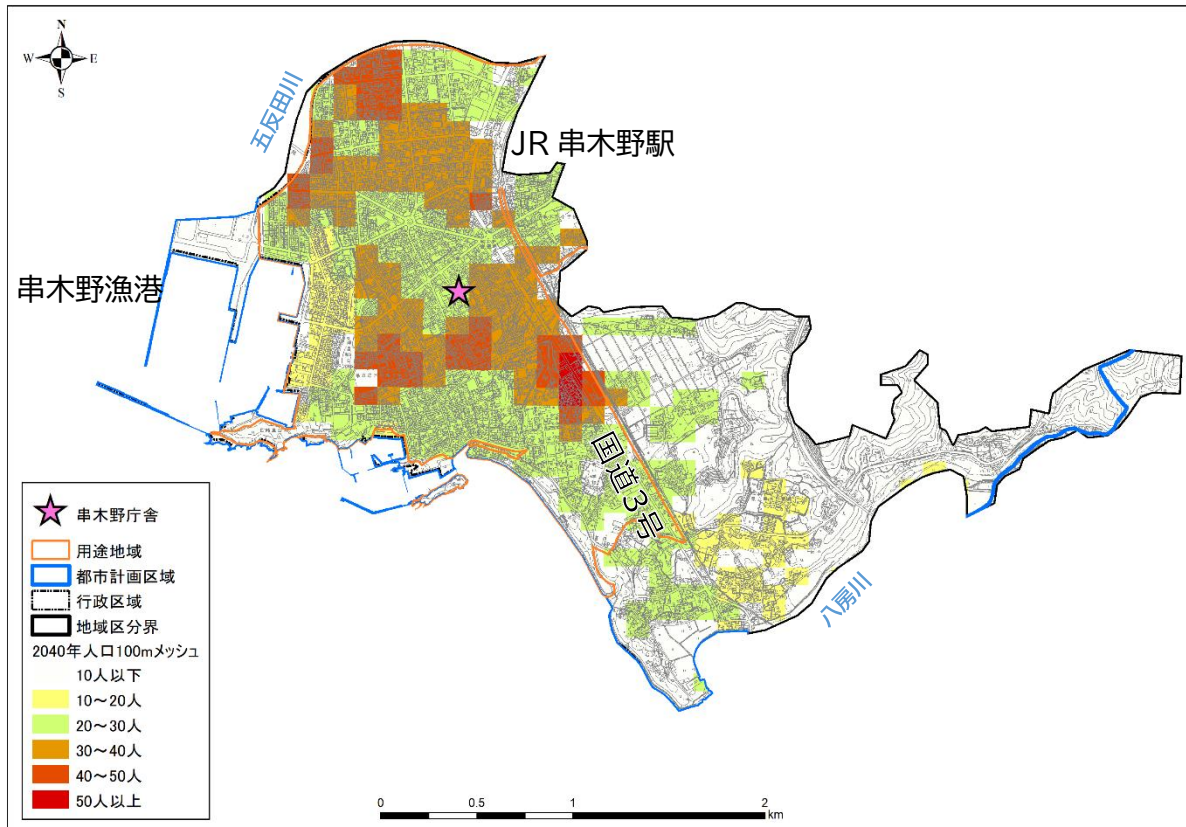 N
W
E
S
五反田川
JR 串木野駅
串木野漁港
国道3号
八房川
串木野庁舎
用途地域
都市計画区域
行政区域
地域区分界
2040年人口100mメッシュ
10人以下
10~20人
20~30人
30~40人
40~50人
50人以上
0 0.5 1 2
km